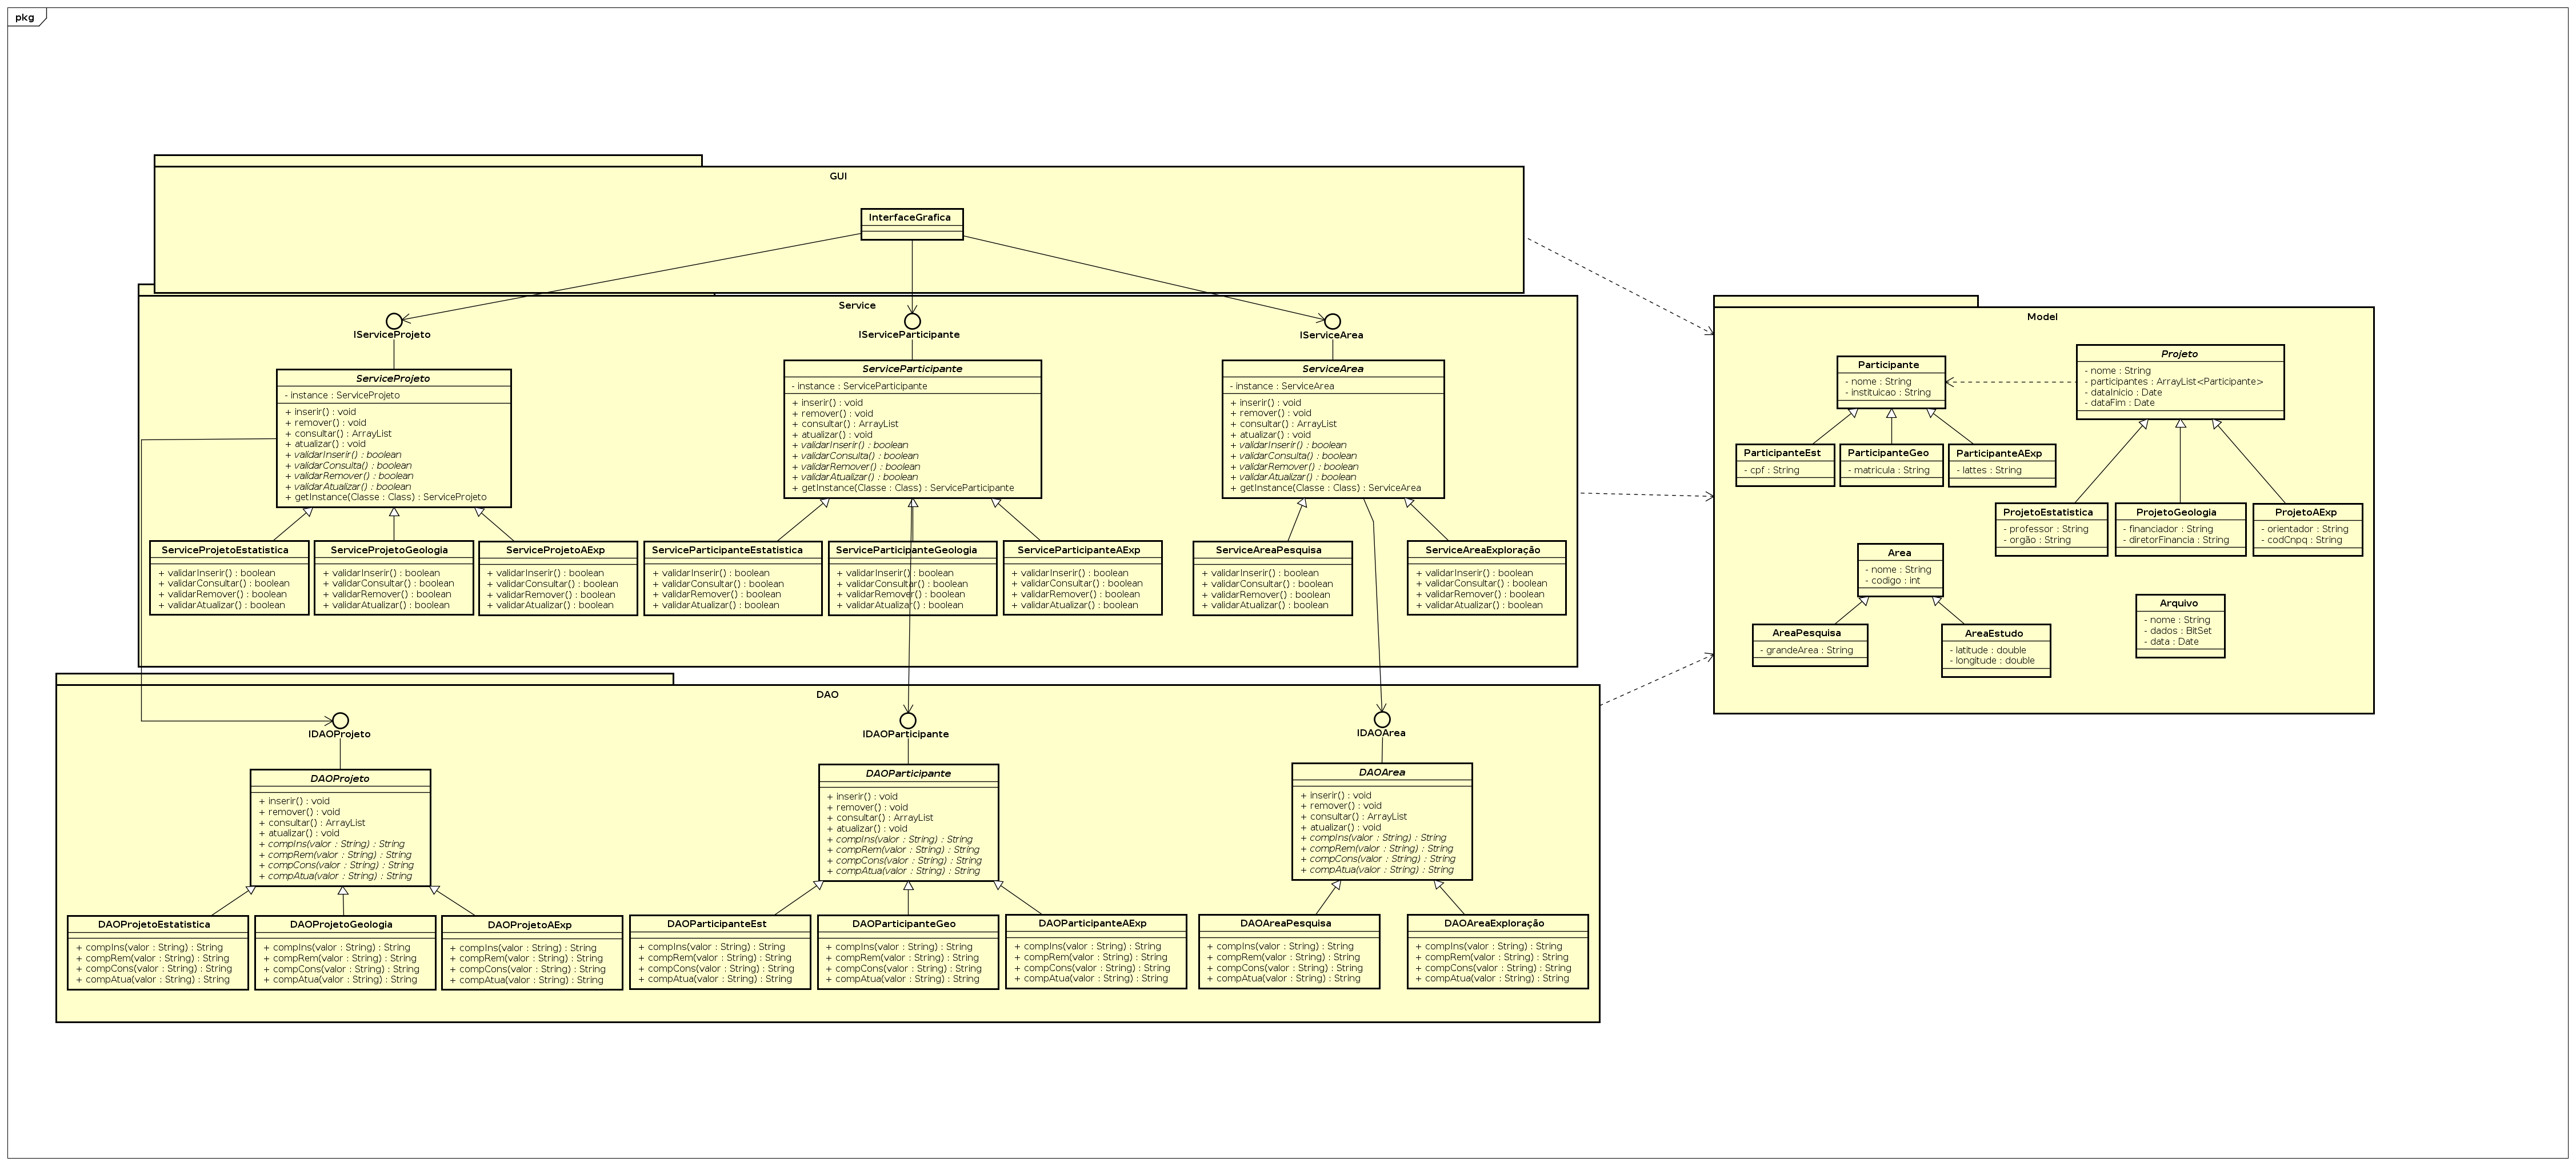 pkg
GUI
InterfaceGrafica
Service
IServiceProjeto
IServiceParticipante
IServiceArea
ServiceProjeto
- instance : ServiceProjeto
+ inserir() : void
+ remover() : void
+ consultar() : ArrayList
+ atualizar() : void
+ validarInserir() : boolean
+ validarConsulta() : boolean
+ validarRemover() : boolean
+ validarAtualizar() : boolean
+ getInstance(Classe : Class) : ServiceProjeto
ServiceParticipante
- instance : ServiceParticipante
+ inserir() : void
+ remover() : void
+ consultar() : ArrayList
+ atualizar() : void
+ validarInserir() : boolean
+ validarConsulta() : boolean
+ validarRemover() : boolean
+ validarAtualizar() : boolean
+ getInstance(Classe : Class) : ServiceParticipante
ServiceArea
- instance : ServiceArea
+ inserir() : void
+ remover() : void
+ consultar() : ArrayList
+ atualizar() : void
+ validarInserir() : boolean
+ validarConsulta() : boolean
+ validarRemover() : boolean
+ validarAtualizar() : boolean
+ getInstance(Classe : Class) : ServiceArea
ServiceProjetoEstatistica
+ validarInserir() : boolean
+ validarConsultar() : boolean
+ validarRemover() : boolean
+ validarAtualizar() : boolean
ServiceProjetoGeologia
+ validarInserir() : boolean
+ validarConsultar() : boolean
+ validarRemover() : boolean
+ validarAtualizar() : boolean
ServiceProjetoAExp
+ validarInserir() : boolean
+ validarConsultar() : boolean
+ validarRemover() : boolean
+ validarAtualizar() : boolean
ServiceParticipanteEstatistica
+ validarInserir() : boolean
+ validarConsultar() : boolean
+ validarRemover() : boolean
+ validarAtualizar() : boolean
ServiceParticipanteGeologia
+ validarInserir() : boolean
+ validarConsultar() : boolean
+ validarRemover() : boolean
+ validarAtualizar() : boolean
ServiceParticipanteAExp
+ validarInserir() : boolean
+ validarConsultar() : boolean
+ validarRemover() : boolean
+ validarAtualizar() : boolean
ServiceAreaPesquisa
+ validarInserir() : boolean
+ validarConsultar() : boolean
+ validarRemover() : boolean
+ validarAtualizar() : boolean
ServiceAreaExploração
+ validarInserir() : boolean
+ validarConsultar() : boolean
+ validarRemover() : boolean
+ validarAtualizar() : boolean
DAO
IDAOProjeto
IDAOParticipante
IDAOArea
DAOProjeto
+ inserir() : void
+ remover() : void
+ consultar() : ArrayList
+ atualizar() : void
+ compIns(valor : String) : String
+ compRem(valor : String) : String
+ compCons(valor : String) : String
+ compAtua(valor : String) : String
DAOParticipante
+ inserir() : void
+ remover() : void
+ consultar() : ArrayList
+ atualizar() : void
+ compIns(valor : String) : String
+ compRem(valor : String) : String
+ compCons(valor : String) : String
+ compAtua(valor : String) : String
DAOArea
+ inserir() : void
+ remover() : void
+ consultar() : ArrayList
+ atualizar() : void
+ compIns(valor : String) : String
+ compRem(valor : String) : String
+ compCons(valor : String) : String
+ compAtua(valor : String) : String
DAOProjetoEstatistica
+ compIns(valor : String) : String
+ compRem(valor : String) : String
+ compCons(valor : String) : String
+ compAtua(valor : String) : String
DAOProjetoGeologia
+ compIns(valor : String) : String
+ compRem(valor : String) : String
+ compCons(valor : String) : String
+ compAtua(valor : String) : String
DAOProjetoAExp
+ compIns(valor : String) : String
+ compRem(valor : String) : String
+ compCons(valor : String) : String
+ compAtua(valor : String) : String
DAOParticipanteEst
+ compIns(valor : String) : String
+ compRem(valor : String) : String
+ compCons(valor : String) : String
+ compAtua(valor : String) : String
DAOParticipanteGeo
+ compIns(valor : String) : String
+ compRem(valor : String) : String
+ compCons(valor : String) : String
+ compAtua(valor : String) : String
DAOParticipanteAExp
+ compIns(valor : String) : String
+ compRem(valor : String) : String
+ compCons(valor : String) : String
+ compAtua(valor : String) : String
DAOAreaPesquisa
+ compIns(valor : String) : String
+ compRem(valor : String) : String
+ compCons(valor : String) : String
+ compAtua(valor : String) : String
DAOAreaExploração
+ compIns(valor : String) : String
+ compRem(valor : String) : String
+ compCons(valor : String) : String
+ compAtua(valor : String) : String
Model
Participante
- nome : String
- instituicao : String
Projeto
- nome : String
- participantes : ArrayList<Participante>
- dataInicio : Date
- dataFim : Date
ParticipanteEst
- cpf : String
ParticipanteGeo
- matricula : String
ParticipanteAExp
- lattes : String
ProjetoEstatistica
- professor : String
- orgão : String
ProjetoGeologia
- financiador : String
- diretorFinancia : String
ProjetoAExp
- orientador : String
- codCnpq : String
Area
- nome : String
- codigo : int
AreaPesquisa
- grandeArea : String
AreaEstudo
- latitude : double
- longitude : double
Arquivo
- nome : String
- dados : BitSet
- data : Date